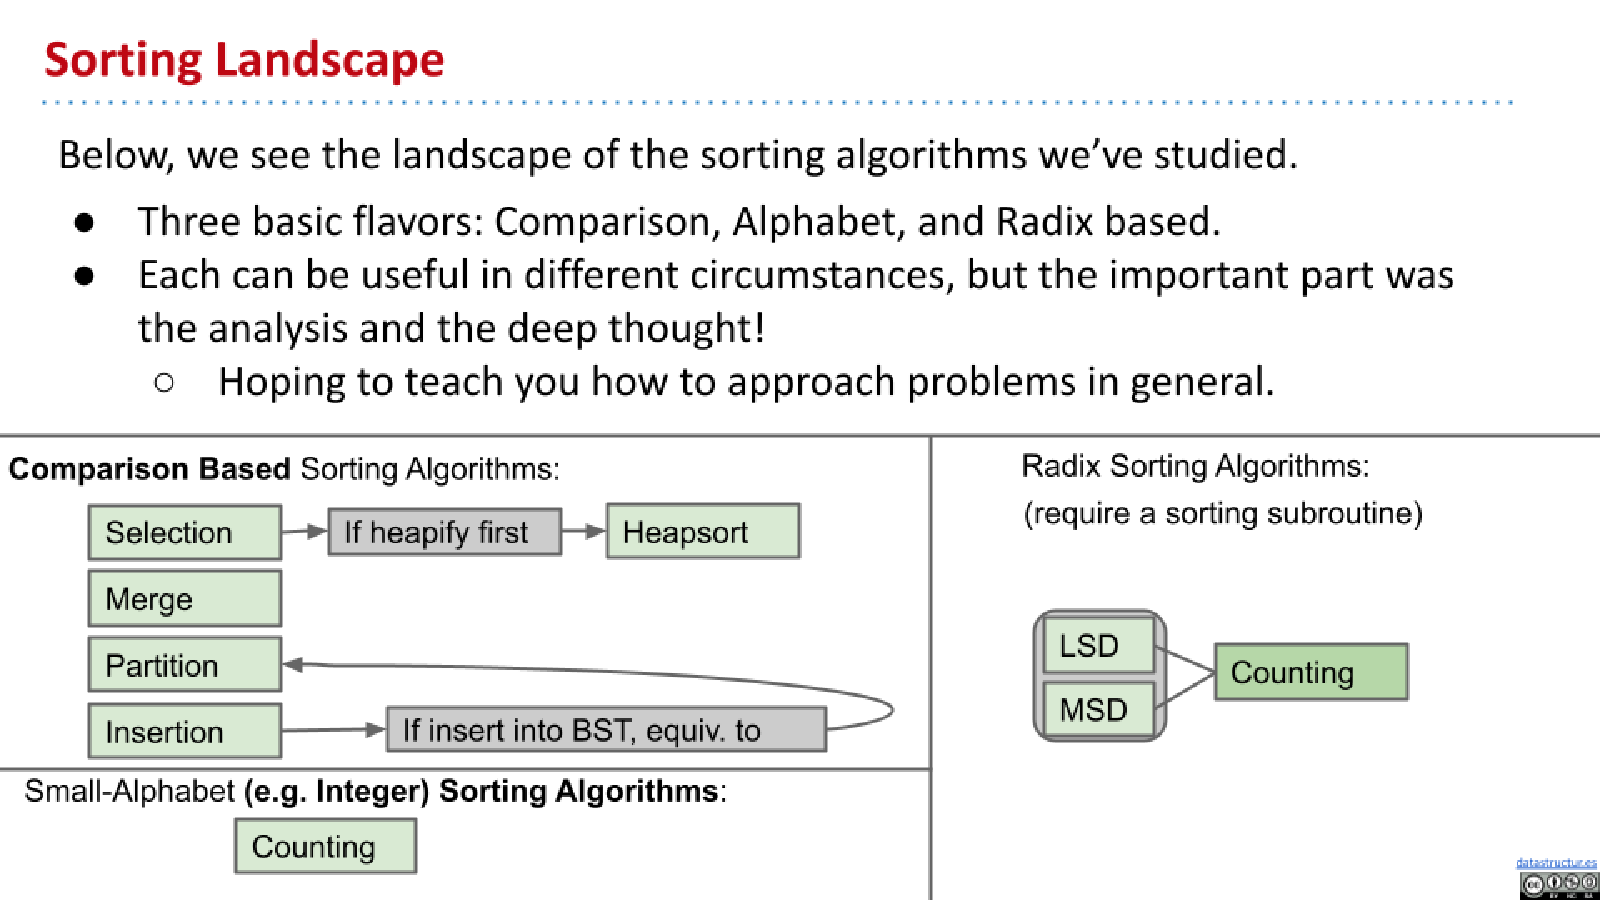 Sorting Landscape
Below, we see the landscape of the sorting algorithms we’ve studied.
● Three basic flavors: Comparison, Alphabet, and Radix based.
● Each can be useful in different circumstances, but the important part was
the analysis and the deep thought!
○ Hoping to teach you how to approach problems in general.
Comparison Based Sorting Algorithms:
Selection
If heapify first
Heapsort
Merge
Partition
Insertion
If insert into BST, equiv. to
Small-Alphabet (e.g. Integer) Sorting Algorithms:
Counting
Radix Sorting Algorithms:
(require a sorting subroutine)
LSD
MSD
Counting
datastructur.es
cc
BY NC SA